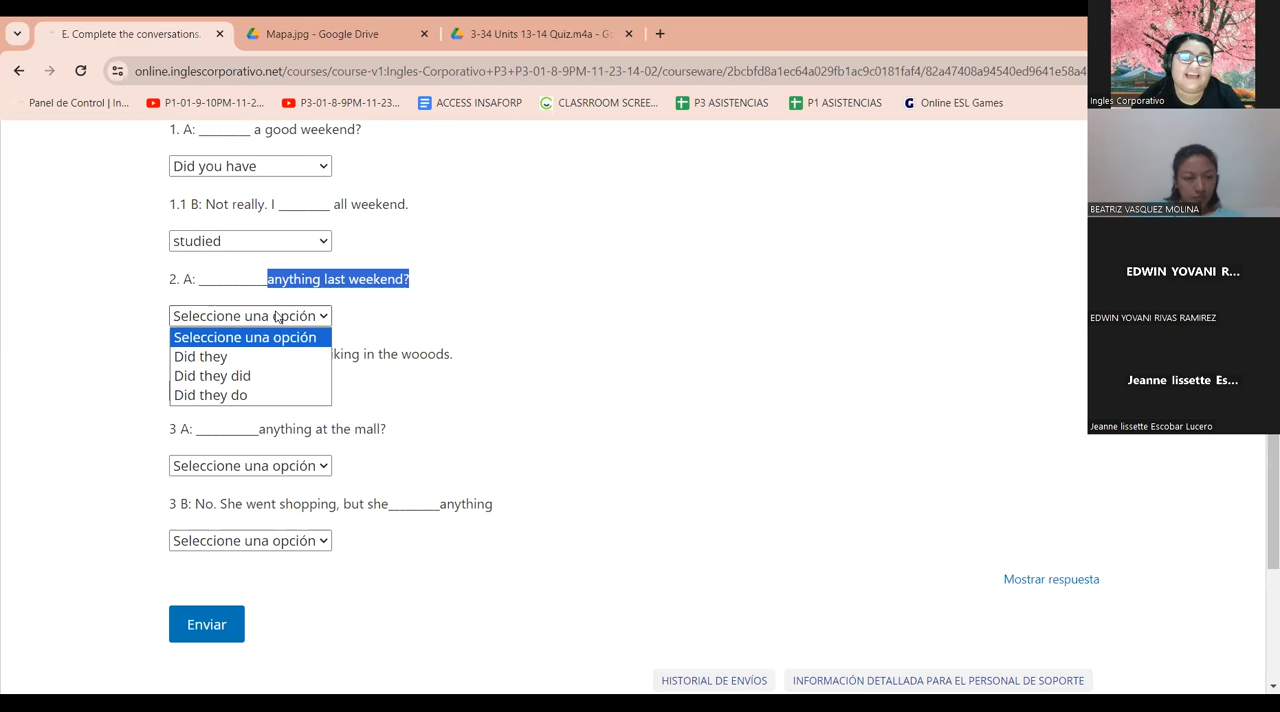 E. Complete the conversations.
Mapa.jpg - Google Drive
3-34 Units 13-14 Quiz.m4a - Go
online.inglescorporativo.net/courses/course-v1:Ingles-Corporativo+P3+P3-01-8-9PM-11-23-14-02/courseware/2bcbfd8a1ec64a029fb1ac9c0181faf4/82a47408a94540ed9641e58a4
Panel de Control | In...
P1-01-9-10PM-11-2...
P3-01-8-9PM-11-23...
ACCESS INSAFORP
CLASSROOM SCREE...
P3 ASISTENCIAS
P1 ASISTENCIAS
Online ESL Games
Ingles Corporativo
BEATRIZ VASQUEZ MOLINA
EDWIN YOVANI R...
EDWIN YOVANI RIVAS RAMIREZ
Jeanne lissette Es...
Jeanne lissette Escobar Lucero
1. A: ________ a good weekend?
Did you have
1.1 B: Not really. I ________ all weekend.
studied
2. A: ___________anything last weekend?
Seleccione una opción
Seleccione una opción
Did they
Did they did
Did they do
king in the wooods.
3 A: __________anything at the mall?
Seleccione una opción
3 B: No. She went shopping, but she________anything
Seleccione una opción
Mostrar respuesta
Enviar
HISTORIAL DE ENVÍOS
INFORMACIÓN DETALLADA PARA EL PERSONAL DE SOPORTE